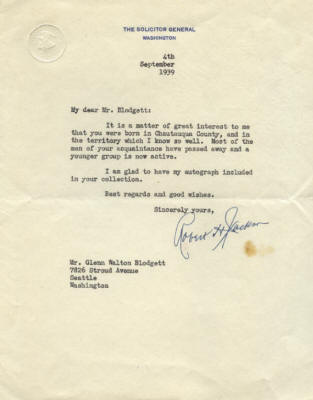 THE SOLICITOR GENERAL
WASHINGTON
4th
September
1939
My dear Mr. Blodgett:
It is a matter of great interest to me
that you were born in Chautauqua County, and in
the territory which I know so well. Most of the
men of your acquaintance have passed away and a
younger group is now active.
I am glad to have my autograph included
in your collection.
Best regards and good wishes.
Sincerely yours,
Robert H. Jackson
Mr. Glenn Walton Blodgett
7826 Stroud Avenue
Seattle
Washington